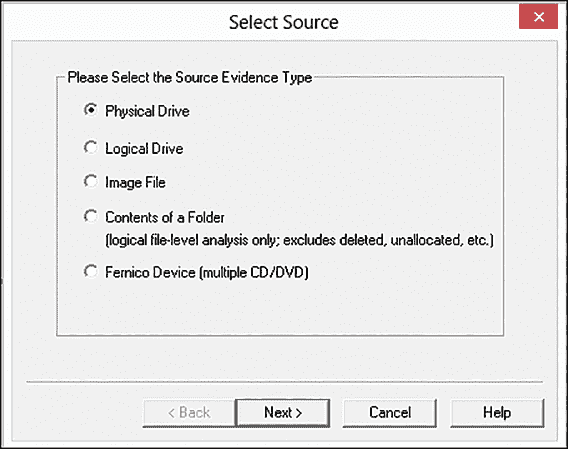 Select Source
Please Select the Source Evidence Type
Physical Drive
Logical Drive
Image File
Contents of a Folder
(logical file-level analysis only; excludes deleted, unallocated, etc.)
Fernico Device (multiple CD/DVD)
< Back Next > Cancel Help